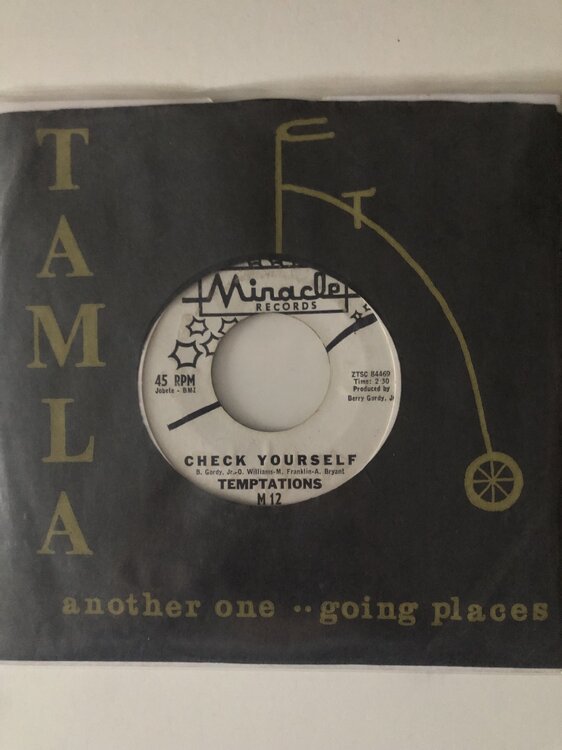 TAMLA
Miracle
RECORDS
45 RPM
Jobete - BMI
ZTSC 84469
Time: 2:30
Produced by
Berry Gordy, Jr
CHECK YOURSELF
B. Gordy, Jr.-O. Williams-M. Franklin-A. Bryant
TEMPTATIONS
M 12
another one ·· going places